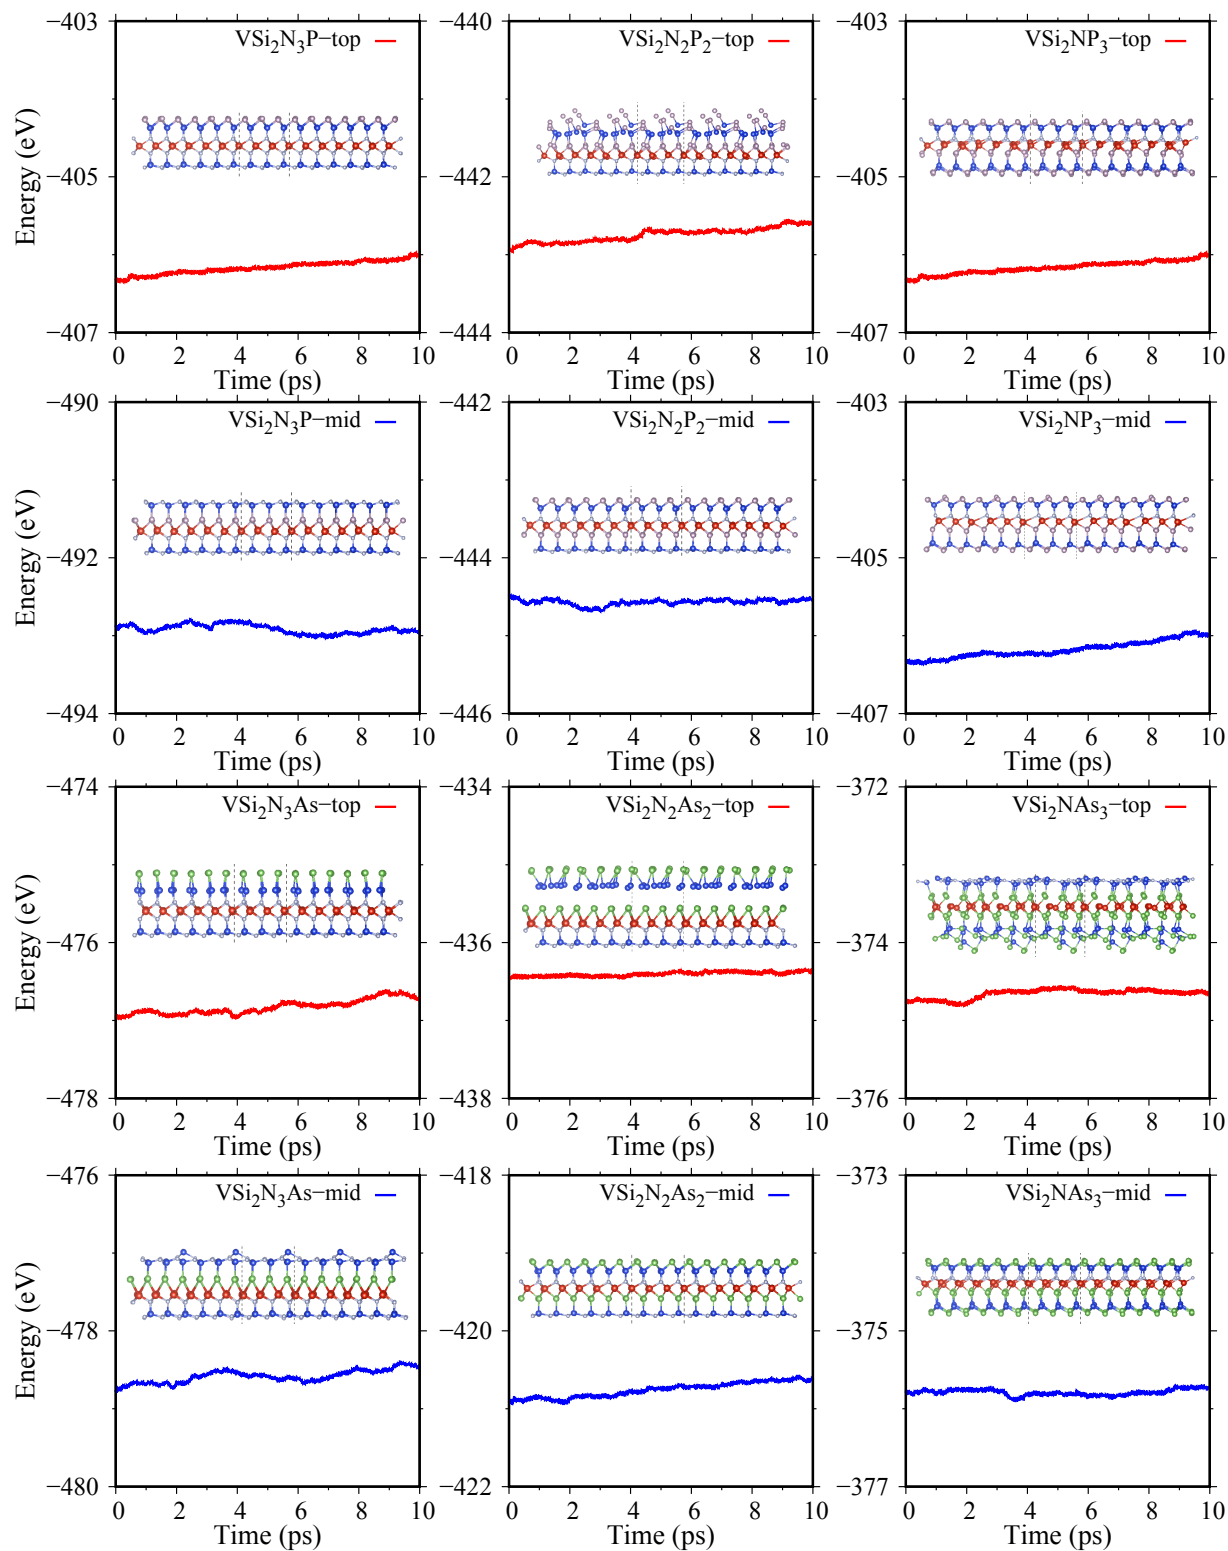 VSi₂N₃P−top
Energy (eV)
−403
−405
−407
0 2 4 6 8 10
Time (ps)
VSi₂N₂P₂−top
−440
−442
−444
0 2 4 6 8 10
Time (ps)
VSi₂NP₃−top
−403
−405
−407
0 2 4 6 8 10
Time (ps)
VSi₂N₃P−mid
Energy (eV)
−490
−492
−494
0 2 4 6 8 10
Time (ps)
VSi₂N₂P₂−mid
−442
−444
−446
0 2 4 6 8 10
Time (ps)
VSi₂NP₃−mid
−403
−405
−407
0 2 4 6 8 10
Time (ps)
VSi₂N₃As−top
Energy (eV)
−474
−476
−478
0 2 4 6 8 10
Time (ps)
VSi₂N₂As₂−top
−434
−436
−438
0 2 4 6 8 10
Time (ps)
VSi₂NAs₃−top
−372
−374
−376
0 2 4 6 8 10
Time (ps)
VSi₂N₃As−mid
Energy (eV)
−476
−478
−480
0 2 4 6 8 10
Time (ps)
VSi₂N₂As₂−mid
−418
−420
−422
0 2 4 6 8 10
Time (ps)
VSi₂NAs₃−mid
−373
−375
−377
0 2 4 6 8 10
Time (ps)